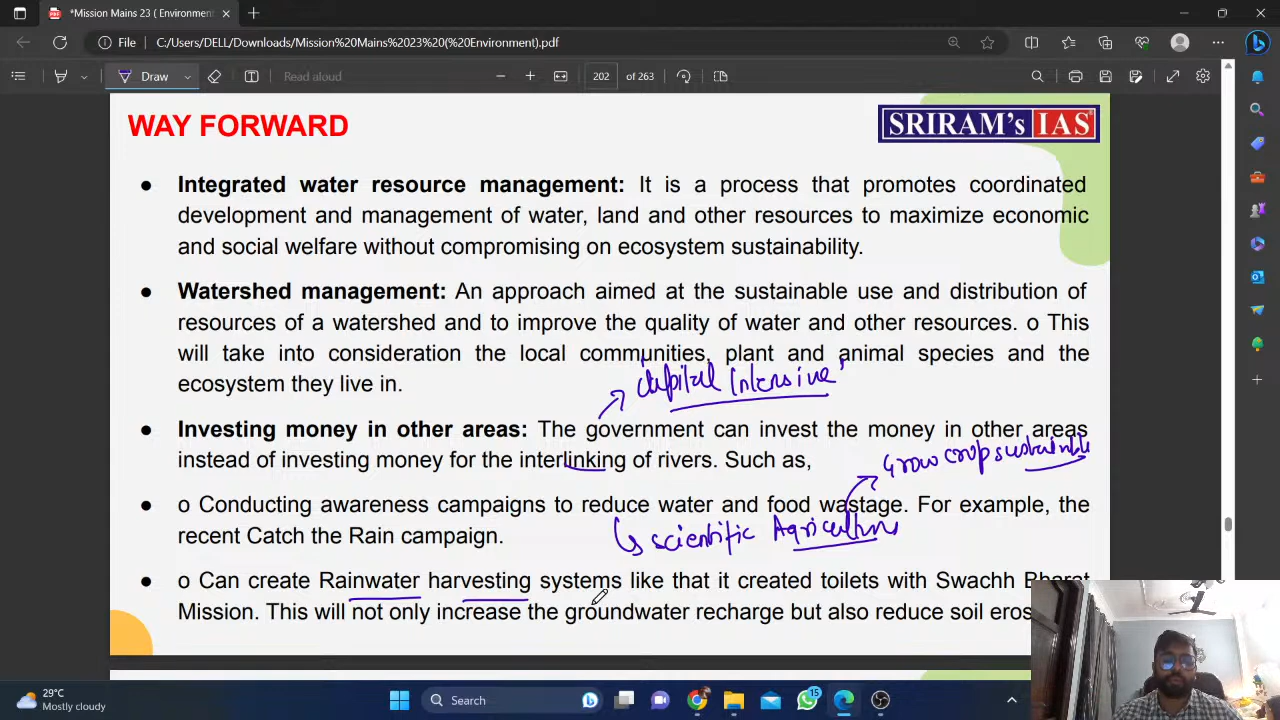 *Mission Mains 23 ( Environment
File C:/Users/DELL/Downloads/Mission%20Mains%2023%20(%20Environment).pdf
Draw Read aloud 202 of 263
WAY FORWARD
SRIRAM's IAS
● Integrated water resource management: It is a process that promotes coordinated
development and management of water, land and other resources to maximize economic
and social welfare without compromising on ecosystem sustainability.
● Watershed management: An approach aimed at the sustainable use and distribution of
resources of a watershed and to improve the quality of water and other resources. o This
will take into consideration the local communities, plant and animal species and the
ecosystem they live in.
Capital Intensive
● Investing money in other areas: The government can invest the money in other areas
instead of investing money for the interlinking of rivers. Such as,
Grow crop sustainable
● o Conducting awareness campaigns to reduce water and food wastage. For example, the
recent Catch the Rain campaign.
scientific Agriculture
● o Can create Rainwater harvesting systems like that it created toilets with Swachh Bharat
Mission. This will not only increase the groundwater recharge but also reduce soil
29°C
Mostly cloudy
Search
15